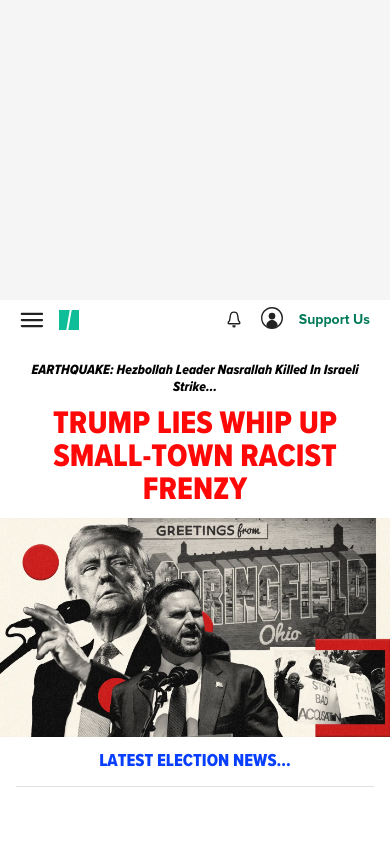 Support Us
EARTHQUAKE: Hezbollah Leader Nasrallah Killed In Israeli
Strike...
TRUMP LIES WHIP UP
SMALL-TOWN RACIST
FRENZY
GREETINGS from
SPRINGFIELD
Ohio
STOP
BAD
LATEST ELECTION NEWS...